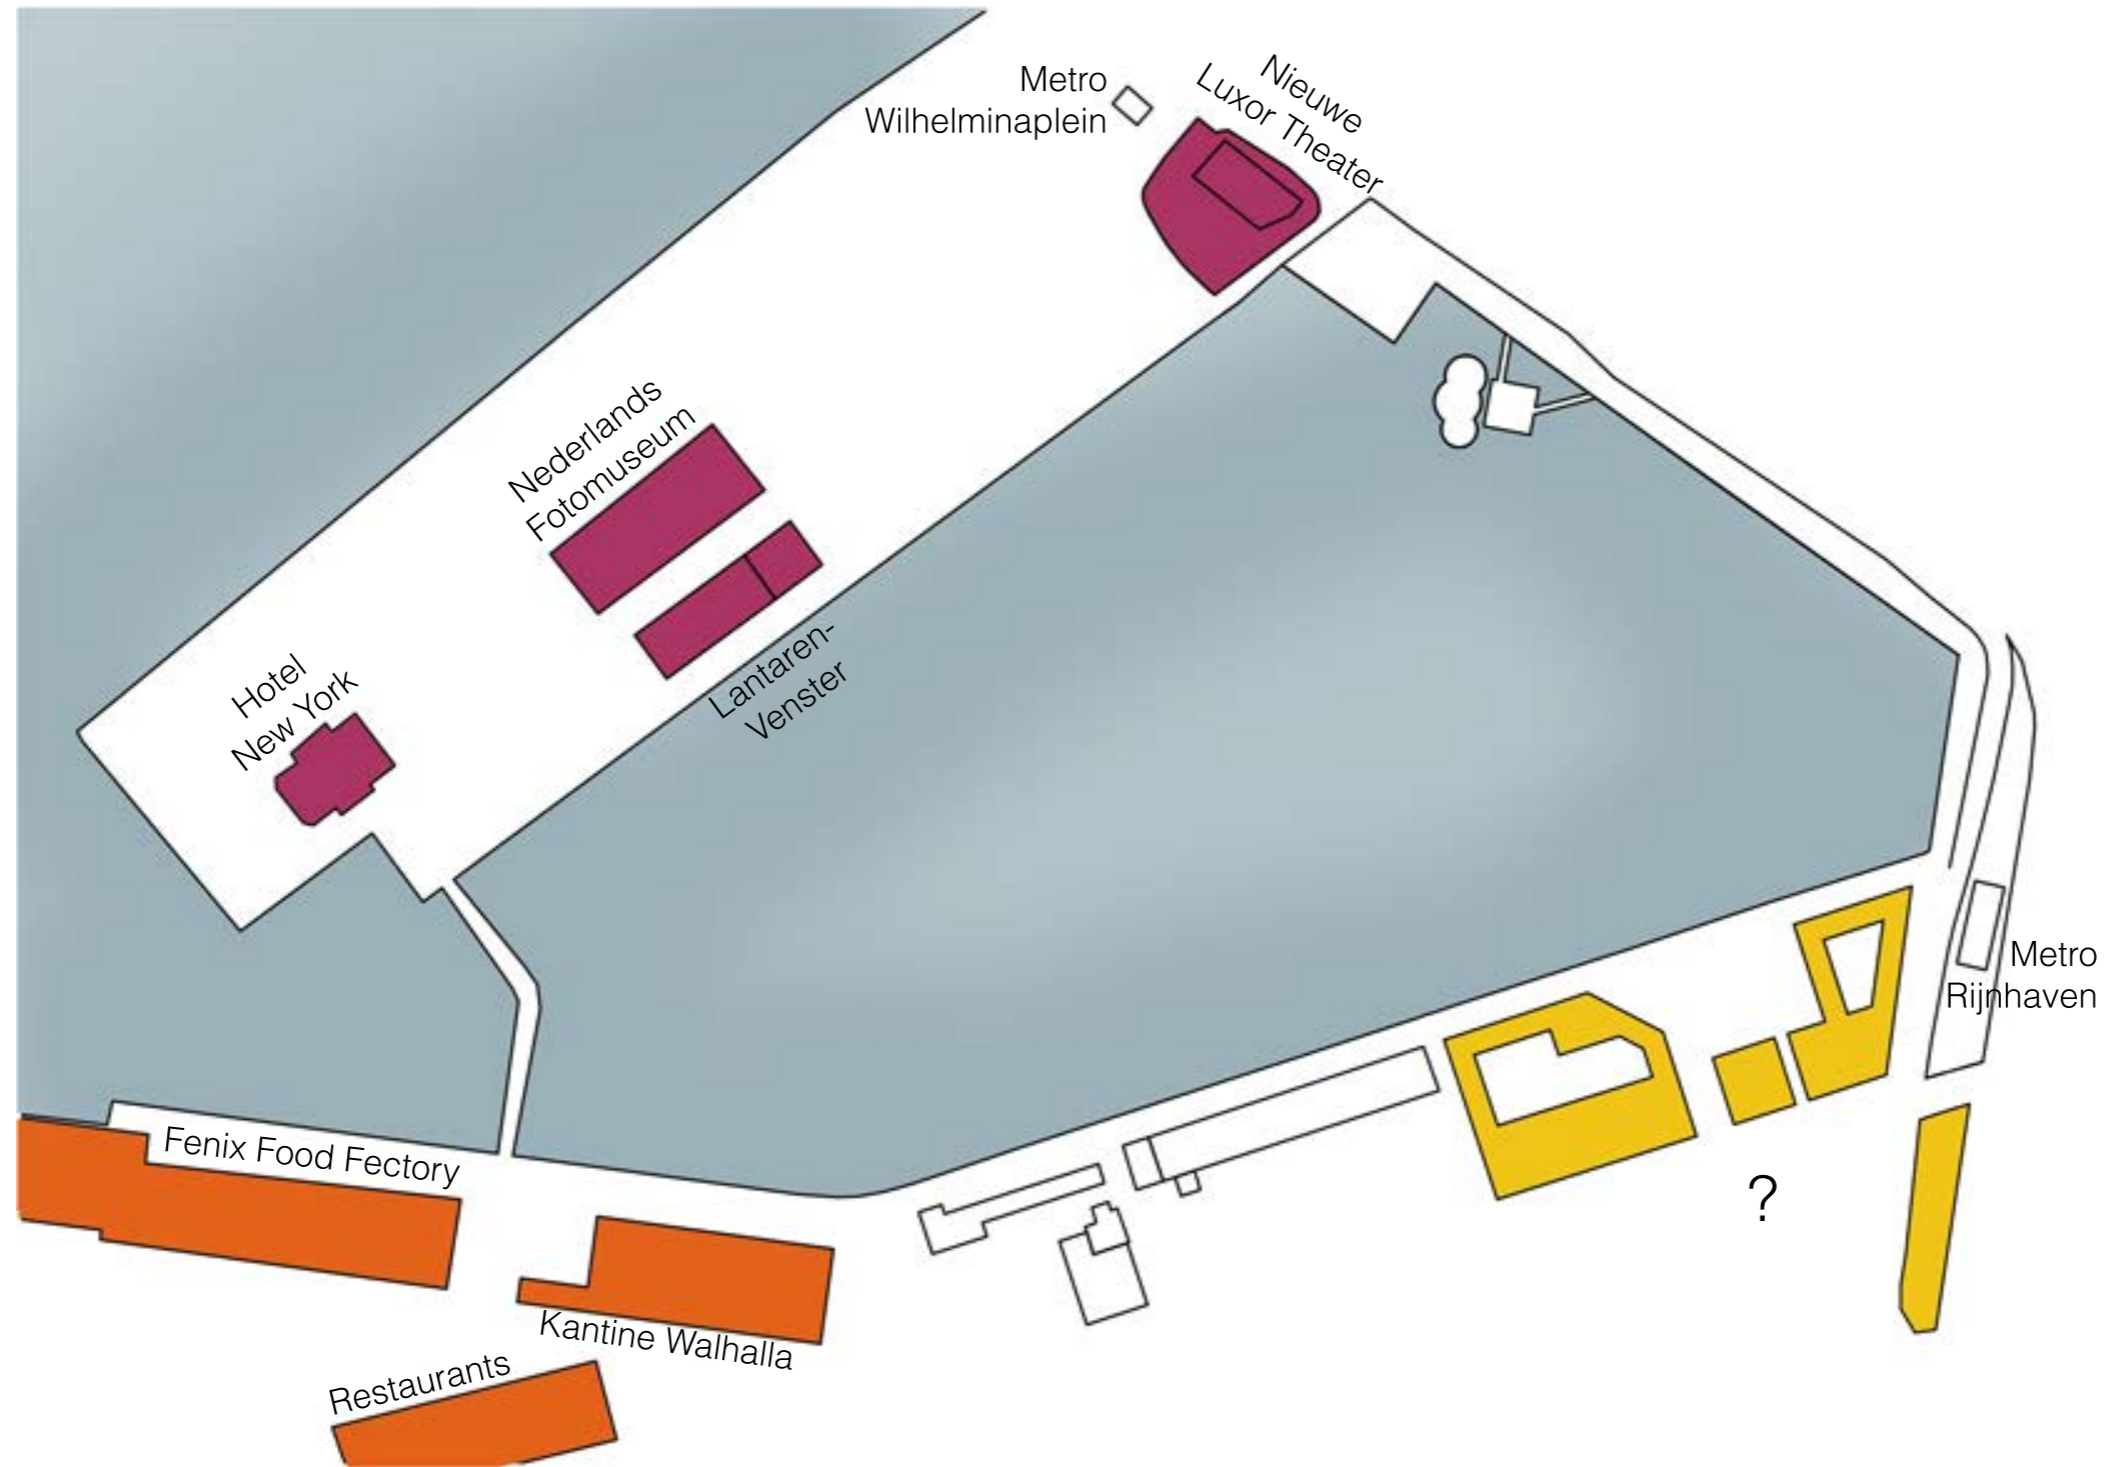 Metro
Wilhelminaplein
Nieuwe
Luxor Theater
Nederlands
Fotomuseum
Lantaren-
Venster
Hotel
New York
Metro
Rijnhaven
Fenix Food Fectory
?
Kantine Walhalla
Restaurants